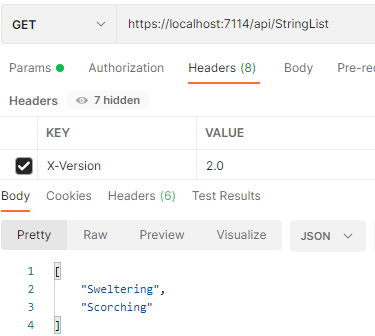 GET https://localhost:7114/api/StringList
Params Authorization Headers (8) Body Pre-re
Headers 7 hidden
KEY VALUE
X-Version 2.0
Body Cookies Headers (6) Test Results
Pretty Raw Preview Visualize JSON
1 [
2 "Sweltering",
3 "Scorching"
4 ]